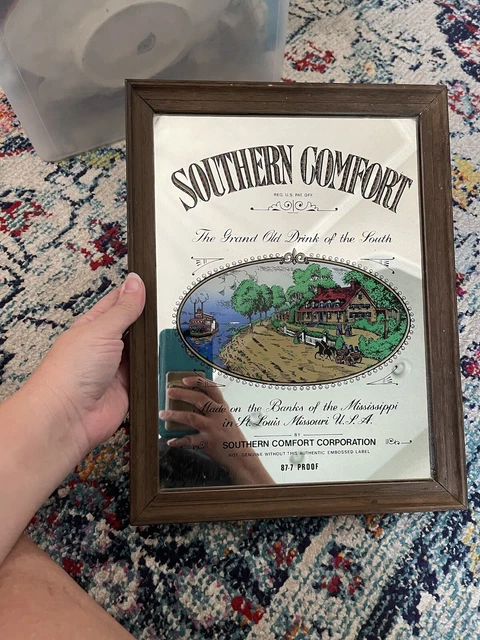 SOUTHERN COMFORT
REG. U.S. PAT. OFF.
The Grand Old Drink of the South
Made on the Banks of the Mississippi
in St. Louis Missouri U.S.A.
BY
SOUTHERN COMFORT CORPORATION
NOT GENUINE WITHOUT THIS AUTHENTIC EMBOSSED LABEL
87·7 PROOF